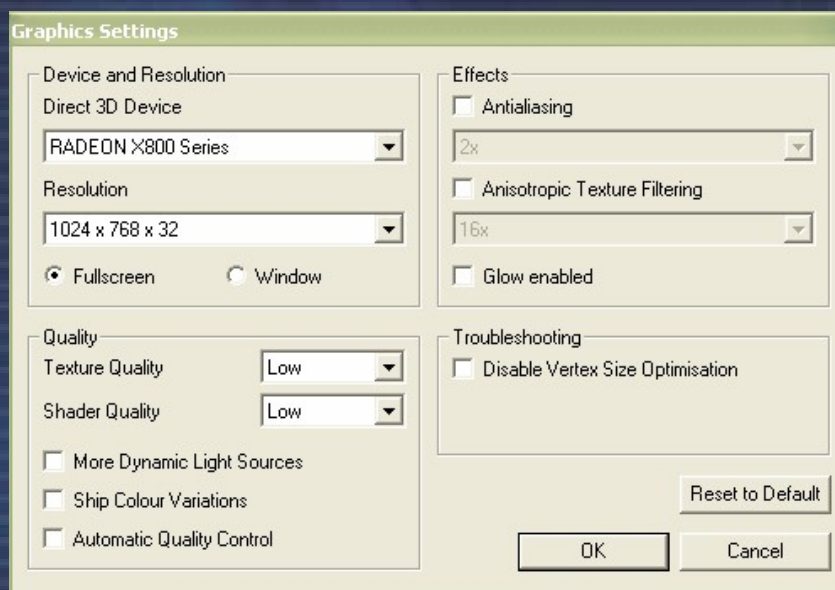 Graphics Settings
Device and Resolution
Direct 3D Device
RADEON X800 Series
Resolution
1024 x 768 x 32
Fullscreen
Window
Quality
Texture Quality
Low
Shader Quality
Low
More Dynamic Light Sources
Ship Colour Variations
Automatic Quality Control
Effects
Antialiasing
2x
Anisotropic Texture Filtering
16x
Glow enabled
Troubleshooting
Disable Vertex Size Optimisation
Reset to Default
OK
Cancel